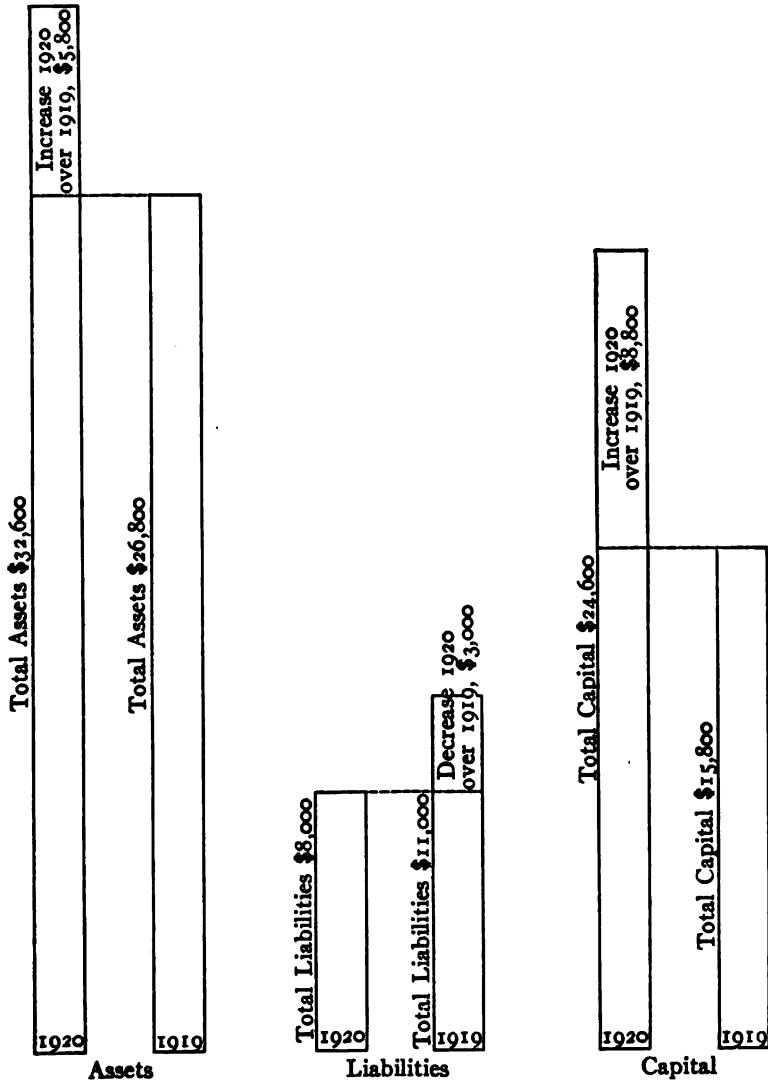 Increase 1920
over 1919, $5,800
Total Assets $32,600
Total Assets $26,800
1920
1919
Assets
Decrease 1920
over 1919, $3,000
Total Liabilities $8,000
Total Liabilities $11,000
1920
1919
Liabilities
Increase 1920
over 1919, $8,800
Total Capital $24,600
Total Capital $15,800
1920
1919
Capital